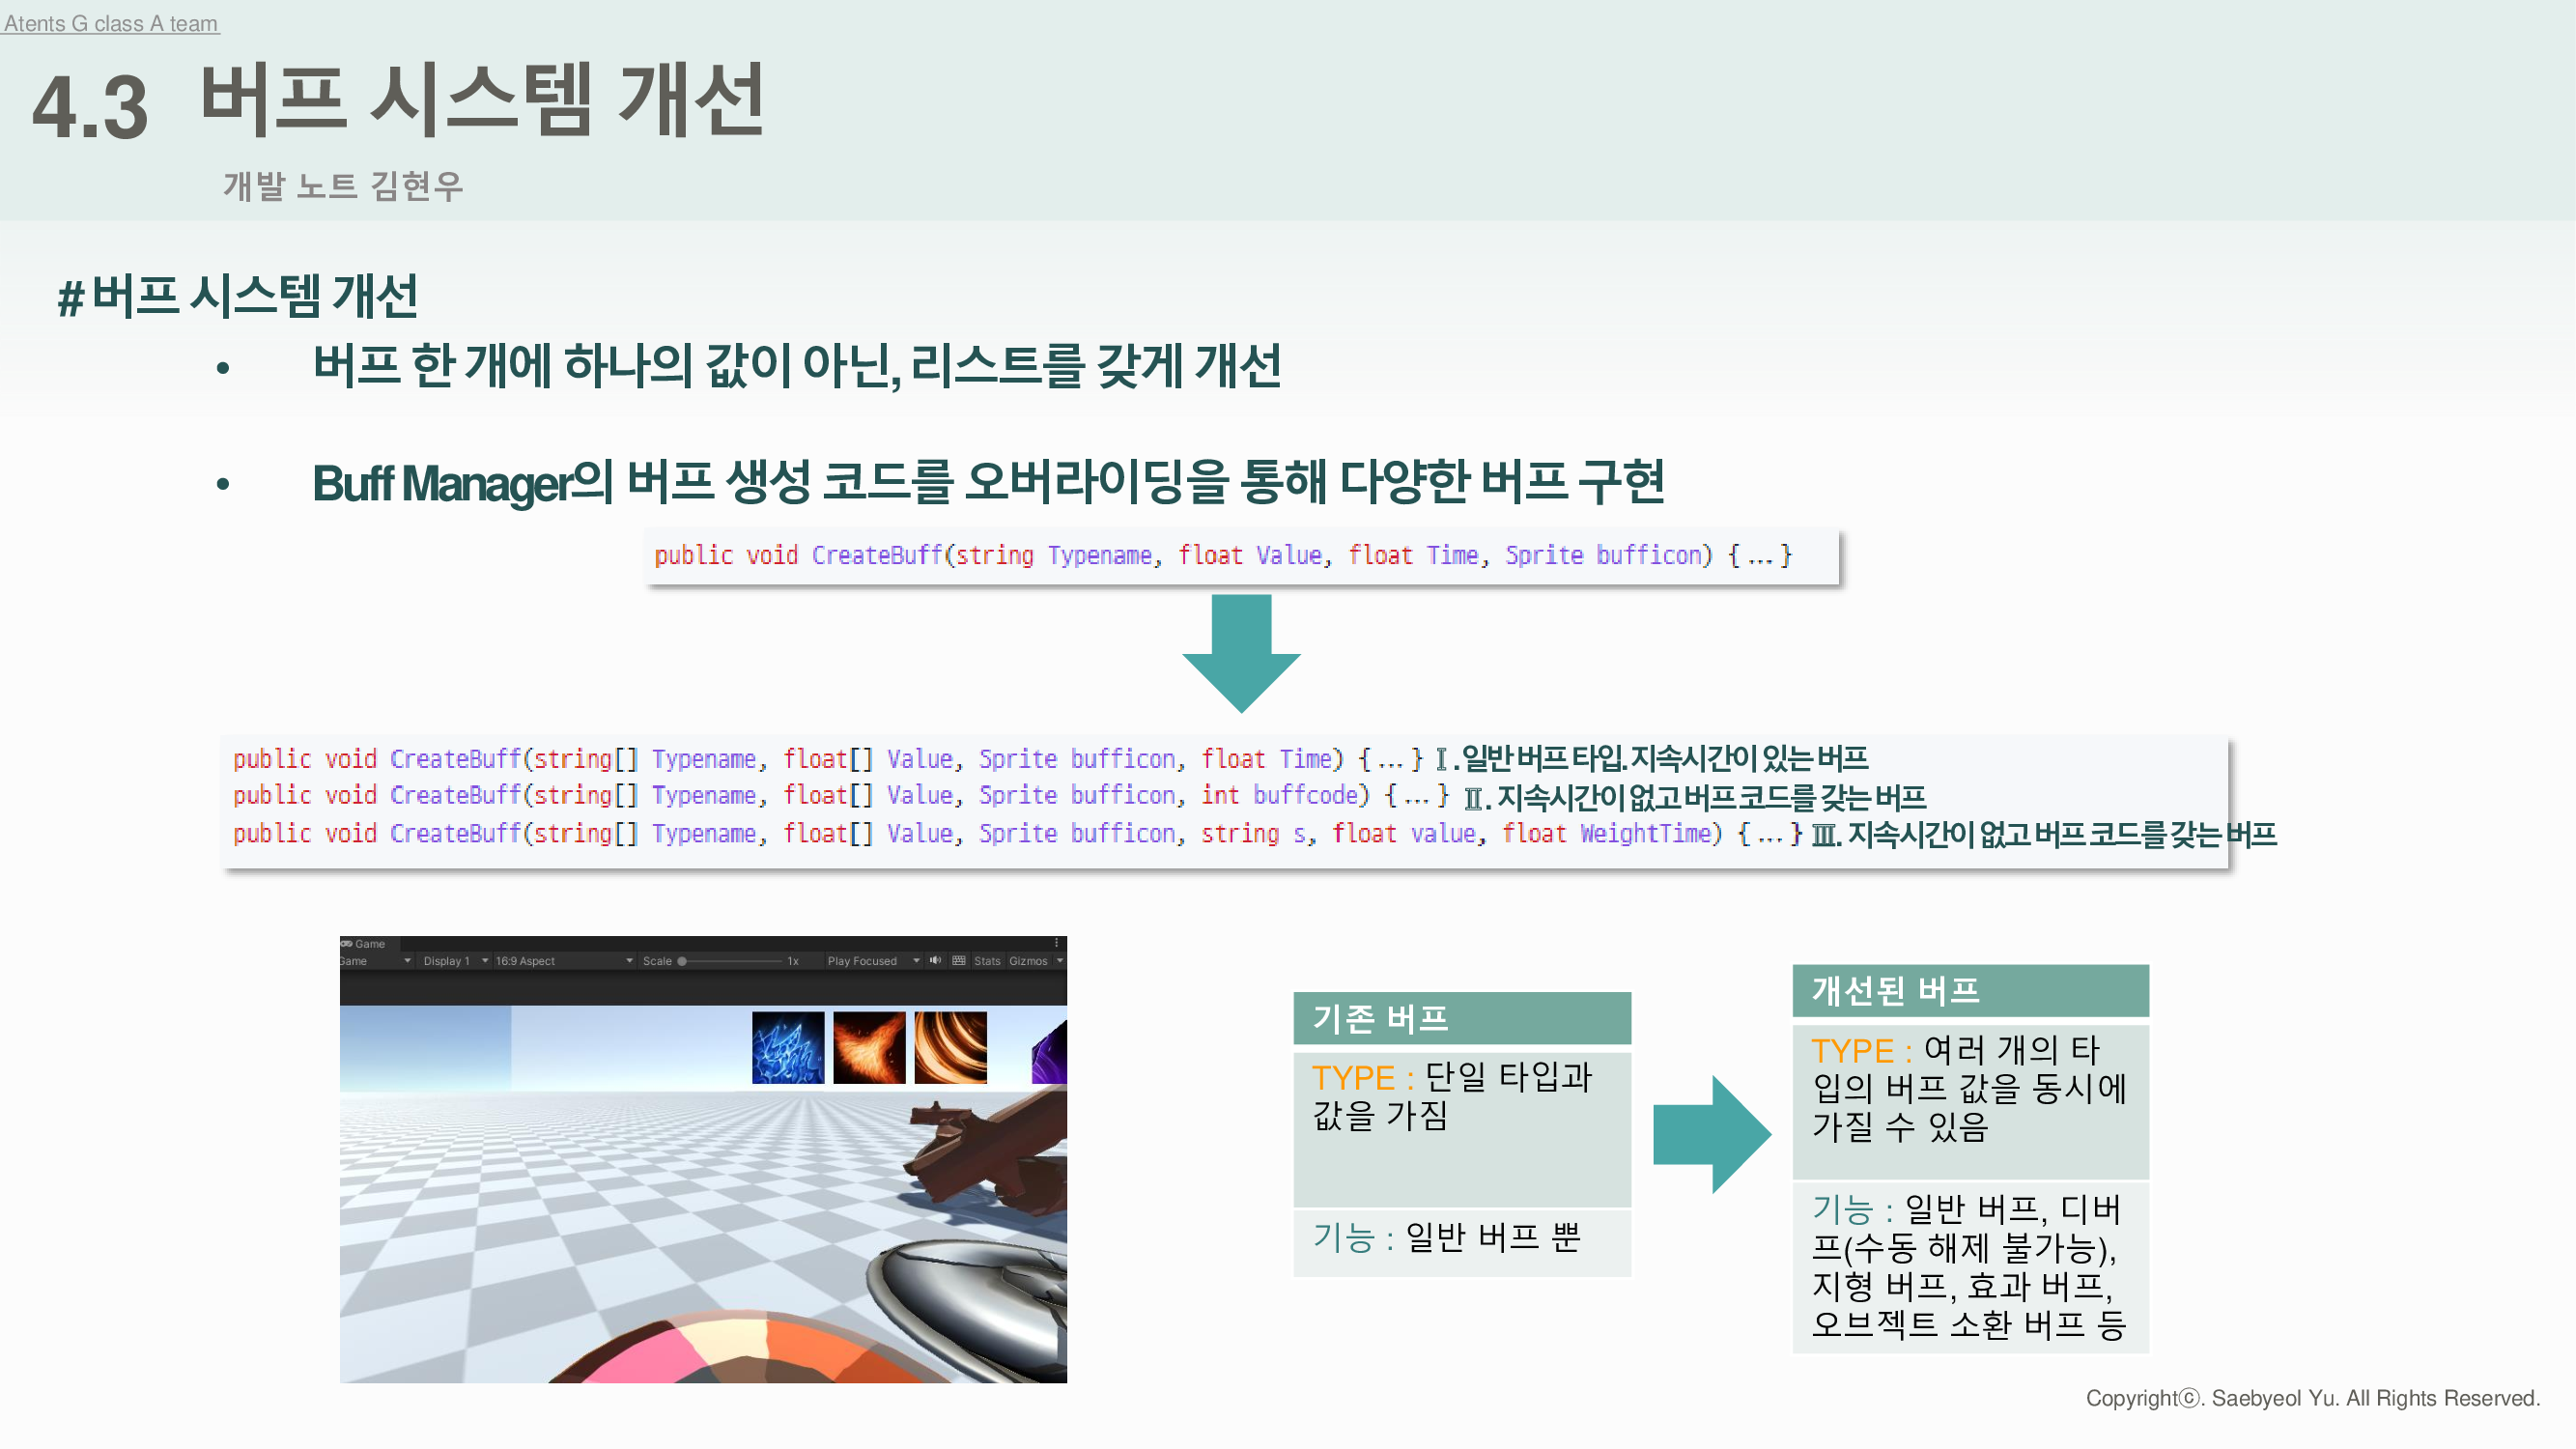 Atents G class A team
4.3 버프 시스템 개선
개발 노트 김현우
#버프 시스템 개선
• 버프 한 개에 하나의 값이 아닌, 리스트를 갖게 개선
• Buff Manager의 버프 생성 코드를 오버라이딩을 통해 다양한 버프 구현
public void CreateBuff(string Typename, float Value, float Time, Sprite bufficon) {...}
public void CreateBuff(string[] Typename, float[] Value, Sprite bufficon, float Time) {...} Ⅰ. 일반 버프 타입. 지속시간이 있는 버프
public void CreateBuff(string[] Typename, float[] Value, Sprite bufficon, int buffcode) {...} Ⅱ. 지속시간이 없고 버프 코드를 갖는 버프
public void CreateBuff(string[] Typename, float[] Value, Sprite bufficon, string s, float value, float WeightTime) {...} Ⅲ. 지속시간이 없고 버프 코드를 갖는 버프
Game
Game Display 1 16:9 Aspect Scale 1x Play Focused Stats Gizmos
기존 버프
TYPE : 단일 타입과
값을 가짐
기능 : 일반 버프 뿐
개선된 버프
TYPE : 여러 개의 타
입의 버프 값을 동시에
가질 수 있음
기능 : 일반 버프, 디버
프(수동 해제 불가능),
지형 버프, 효과 버프,
오브젝트 소환 버프 등
Copyrightⓒ. Saebyeol Yu. All Rights Reserved.